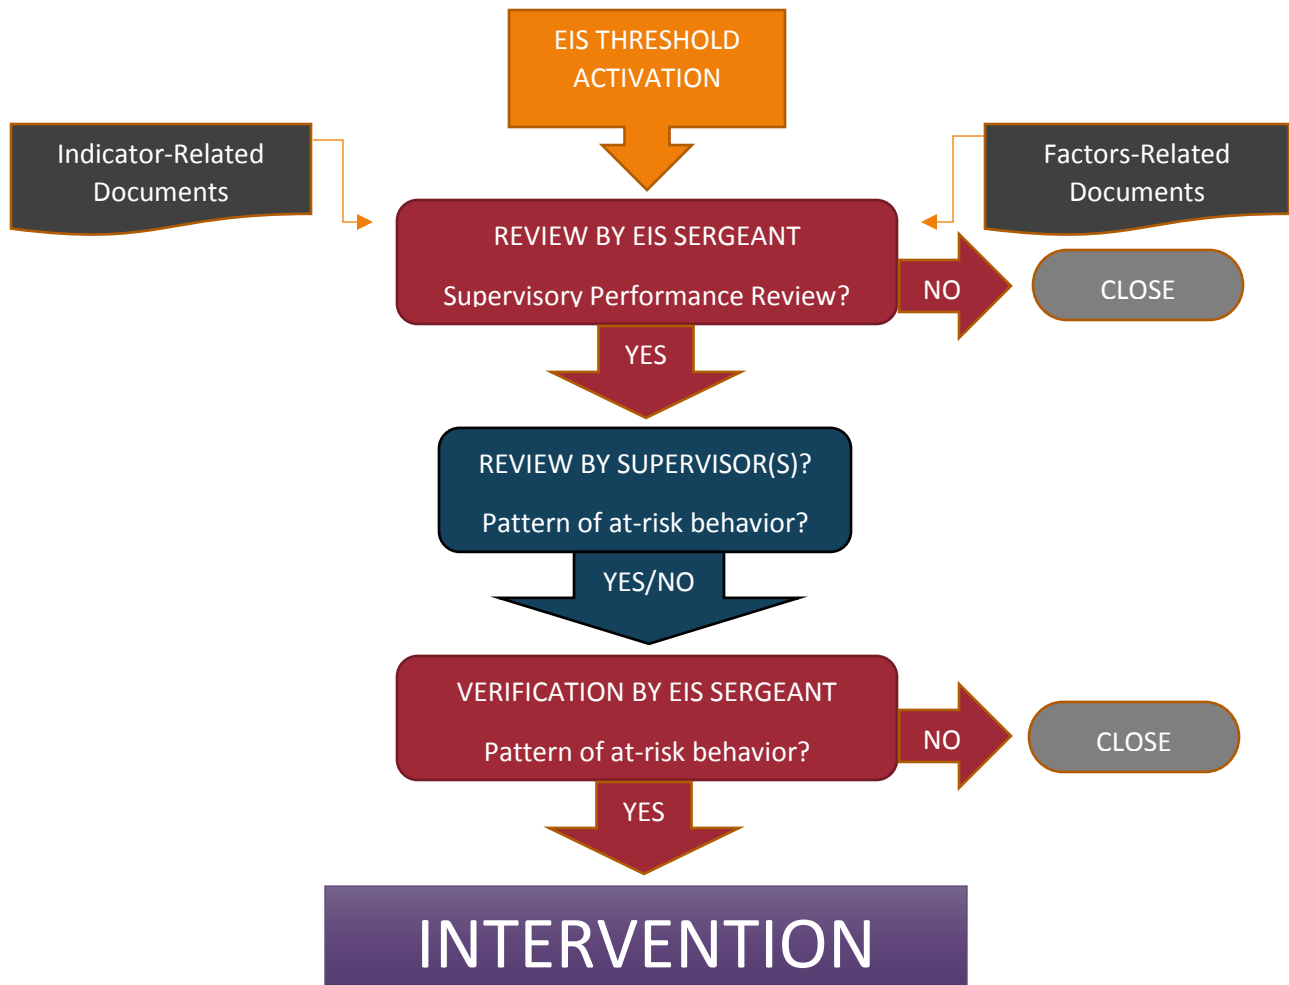 EIS THRESHOLD
ACTIVATION
Indicator-Related
Documents
Factors-Related
Documents
REVIEW BY EIS SERGEANT
Supervisory Performance Review?
NO
CLOSE
YES
REVIEW BY SUPERVISOR(S)?
Pattern of at-risk behavior?
YES/NO
VERIFICATION BY EIS SERGEANT
Pattern of at-risk behavior?
NO
CLOSE
YES
INTERVENTION